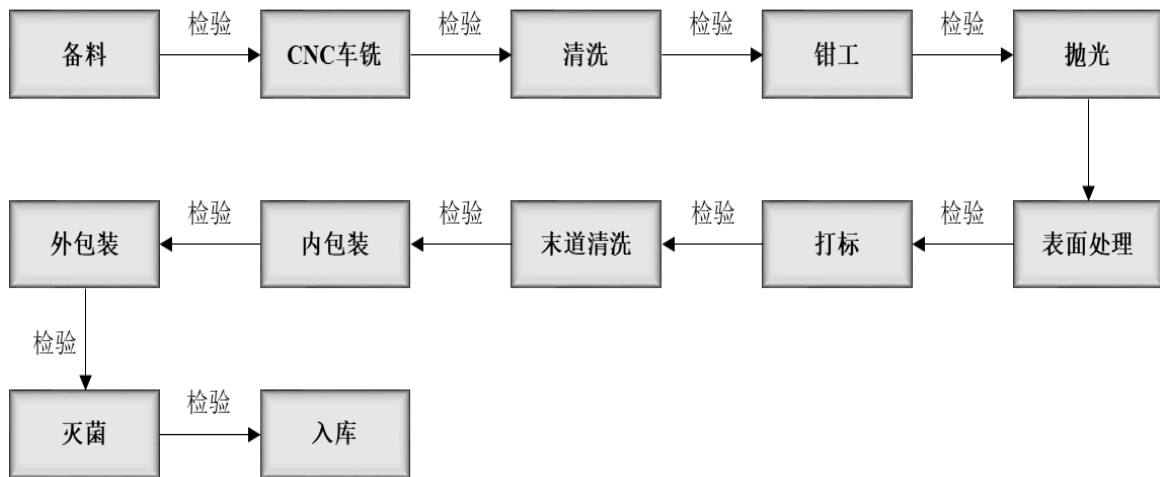 检验 检验 检验 检验
备料 CNC车铣 清洗 钳工 抛光
检验 检验 检验 检验
外包装 内包装 末道清洗 打标 表面处理
检验
检验
灭菌 入库